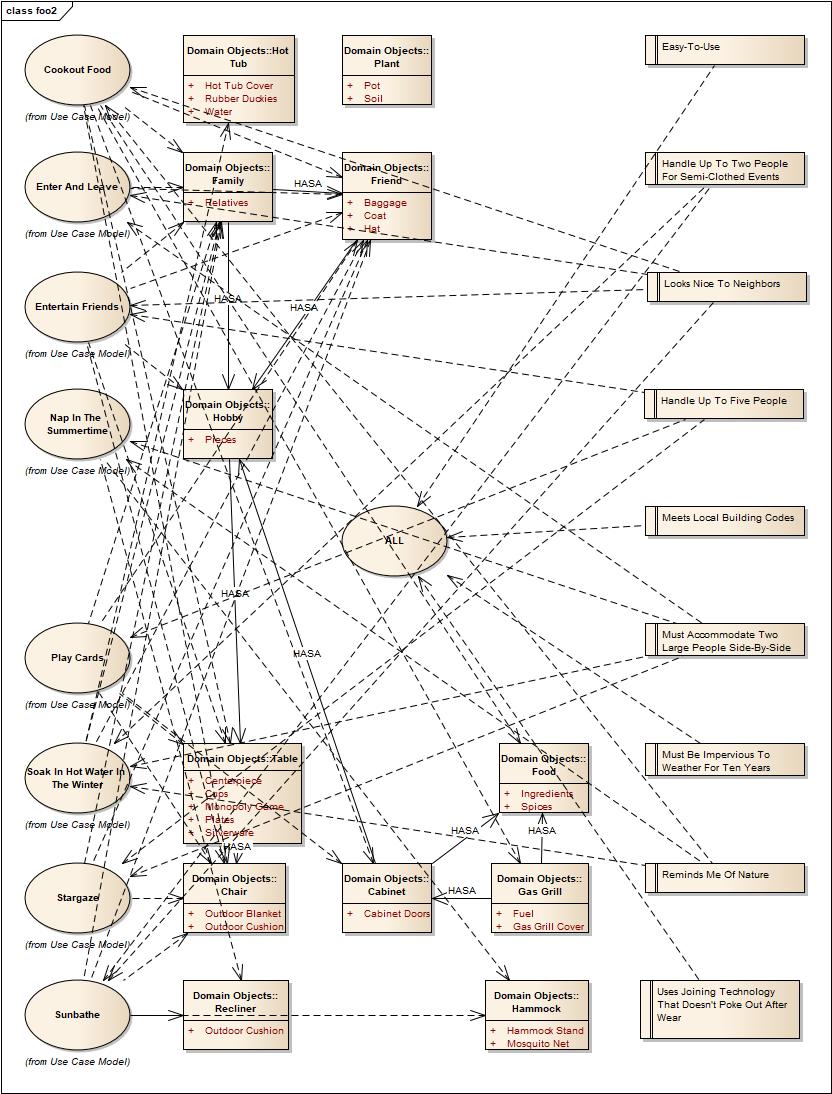 class foo2
Cookout Food
(from Use Case Model)
Domain Objects::Hot
Tub
+ Hot Tub Cover
+ Rubber Duckies
+ Water
Domain Objects::
Plant
+ Pot
+ Soil
Easy-To-Use
Enter And Leave
(from Use Case Model)
Domain Objects::
Family
+ Relatives
HASA
Domain Objects::
Friend
+ Baggage
+ Coat
+ Hat
Handle Up To Two People
For Semi-Clothed Events
Entertain Friends
(from Use Case Model)
HASA
HASA
Looks Nice To Neighbors
Nap In The
Summertime
(from Use Case Model)
Domain Objects::
Hobby
+ Pieces
Handle Up To Five People
ALL
Meets Local Building Codes
HASA
HASA
Play Cards
(from Use Case Model)
Must Accommodate Two
Large People Side-By-Side
Soak In Hot Water In
The Winter
(from Use Case Model)
Domain Objects::Table
+ Centerpiece
+ Cups
+ Monopoly Game
+ Plates
+ Silverware
Domain Objects::
Food
+ Ingredients
+ Spices
Must Be Impervious To
Weather For Ten Years
HASA
HASA
HASA
Stargaze
(from Use Case Model)
Domain Objects::
Chair
+ Outdoor Blanket
+ Outdoor Cushion
Domain Objects::
Cabinet
+ Cabinet Doors
HASA
Domain Objects::
Gas Grill
+ Fuel
+ Gas Grill Cover
Reminds Me Of Nature
Sunbathe
(from Use Case Model)
Domain Objects::
Recliner
+ Outdoor Cushion
Domain Objects::
Hammock
+ Hammock Stand
+ Mosquito Net
Uses Joining Technology
That Doesn't Poke Out After
Wear